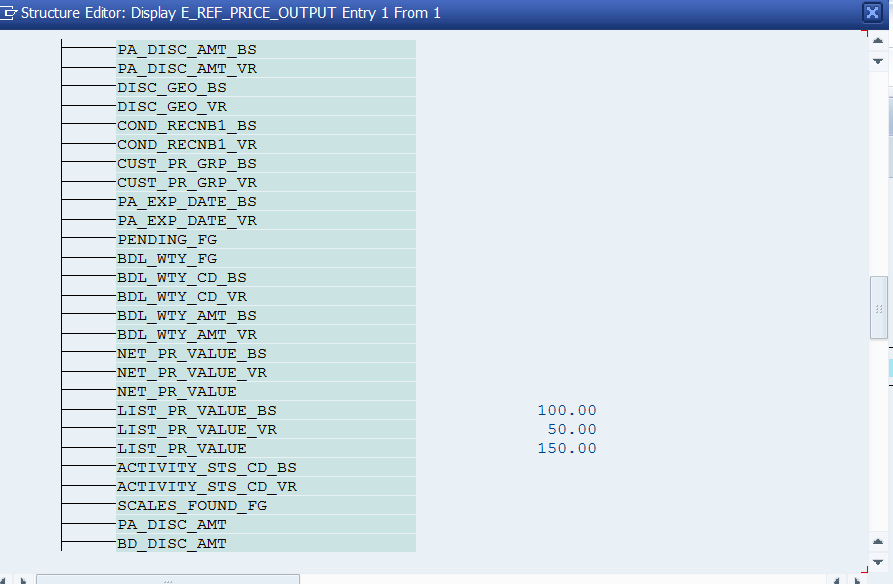 Structure Editor: Display E_REF_PRICE_OUTPUT Entry 1 From 1
PA_DISC_AMT_BS
PA_DISC_AMT_VR
DISC_GEO_BS
DISC_GEO_VR
COND_RECNB1_BS
COND_RECNB1_VR
CUST_PR_GRP_BS
CUST_PR_GRP_VR
PA_EXP_DATE_BS
PA_EXP_DATE_VR
PENDING_FG
BDL_WTY_FG
BDL_WTY_CD_BS
BDL_WTY_CD_VR
BDL_WTY_AMT_BS
BDL_WTY_AMT_VR
NET_PR_VALUE_BS
NET_PR_VALUE_VR
NET_PR_VALUE
LIST_PR_VALUE_BS 100.00
LIST_PR_VALUE_VR 50.00
LIST_PR_VALUE 150.00
ACTIVITY_STS_CD_BS
ACTIVITY_STS_CD_VR
SCALES_FOUND_FG
PA_DISC_AMT
BD_DISC_AMT